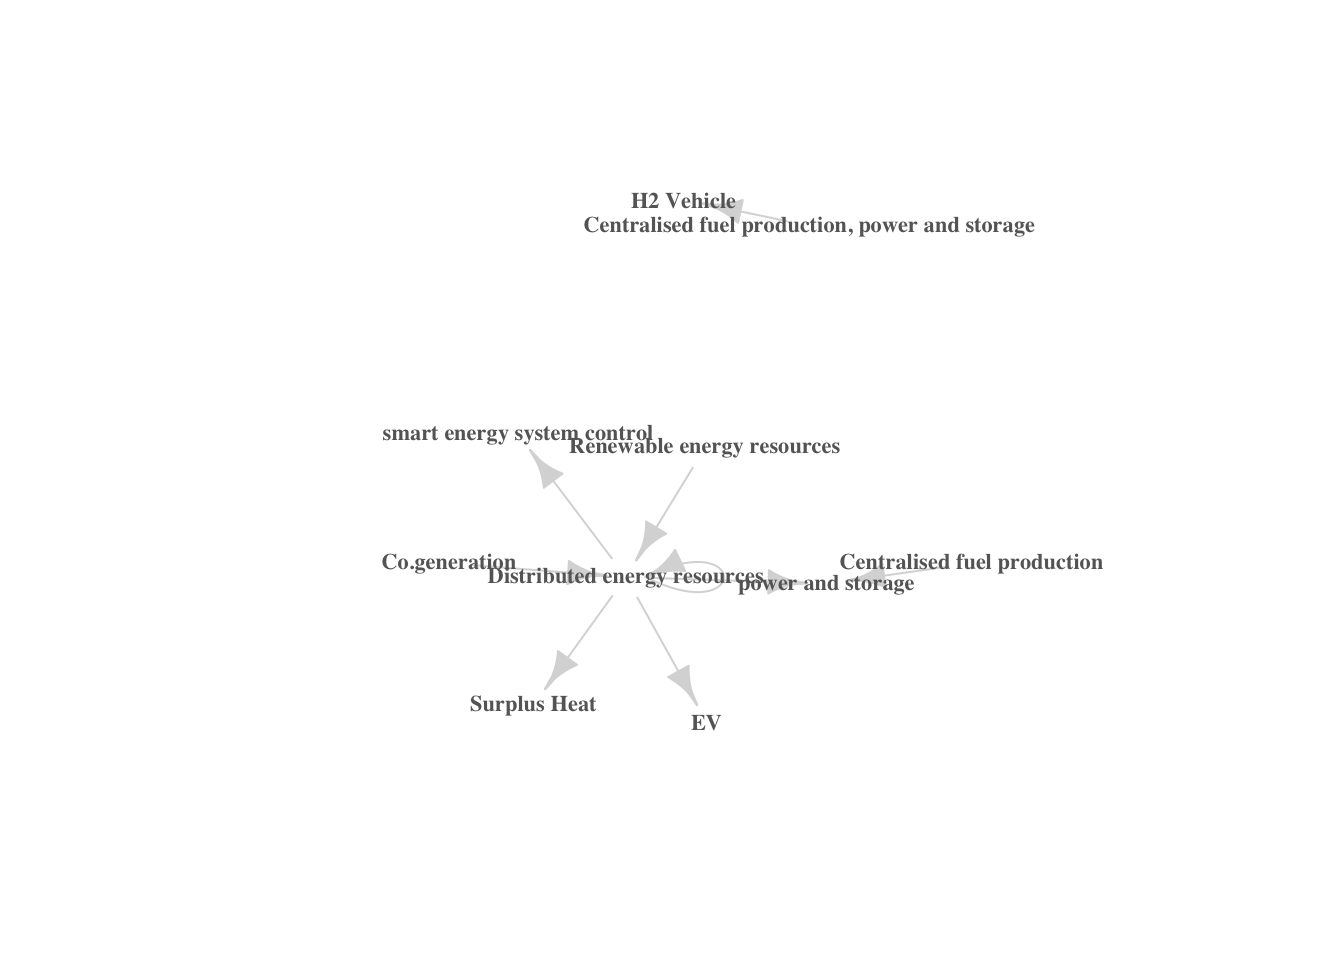 H2 Vehicle
Centralised fuel production, power and storage
smart energy system control
Renewable energy resources
Co.generation
Centralised fuel production
Distributed energy resources
power and storage
Surplus Heat
EV